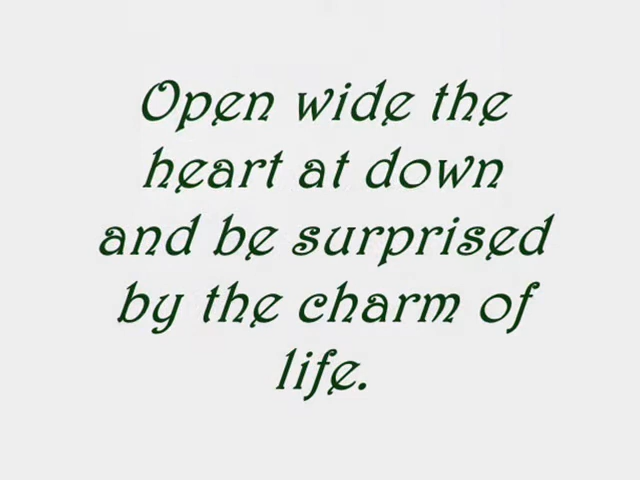 Open wide the
heart at down
and be surprised
by the charm of
life.